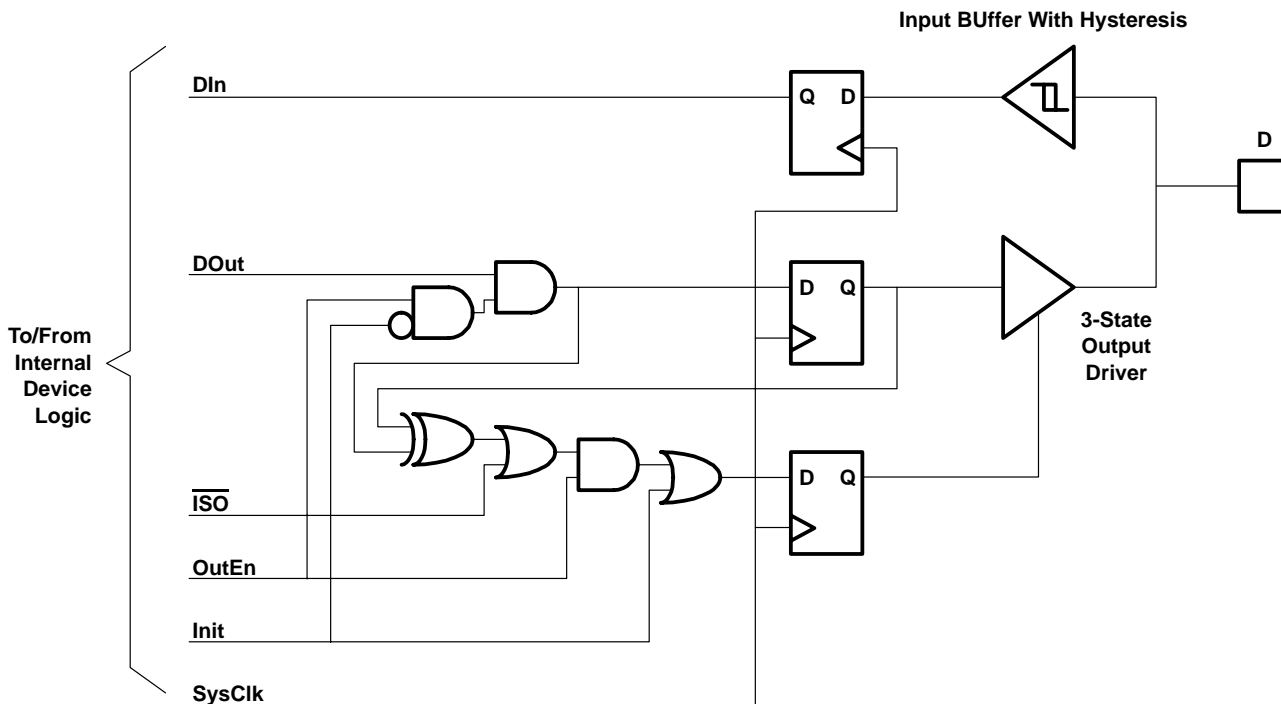 Input BUffer With Hysteresis
DIn
Q D
D
DOut
D Q
3-State
Output
Driver
To/From
Internal
Device
Logic
D Q
ISO
OutEn
Init
SysClk